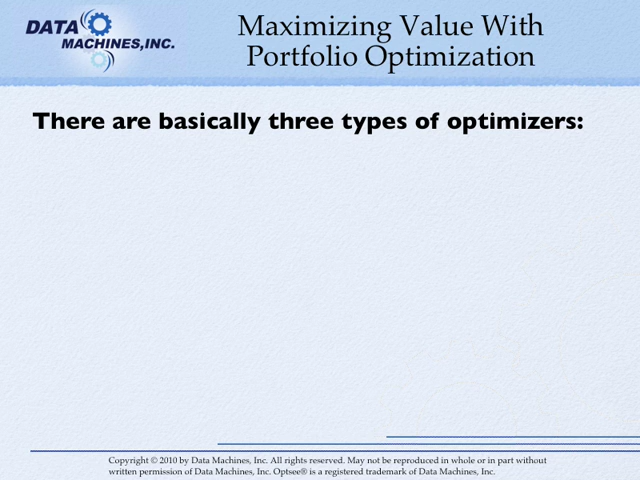 DATA
MACHINES,INC.
Maximizing Value With
Portfolio Optimization
There are basically three types of optimizers:
Copyright © 2010 by Data Machines, Inc. All rights reserved. May not be reproduced in whole or in part without
written permission of Data Machines, Inc. Optsee® is a registered trademark of Data Machines, Inc.